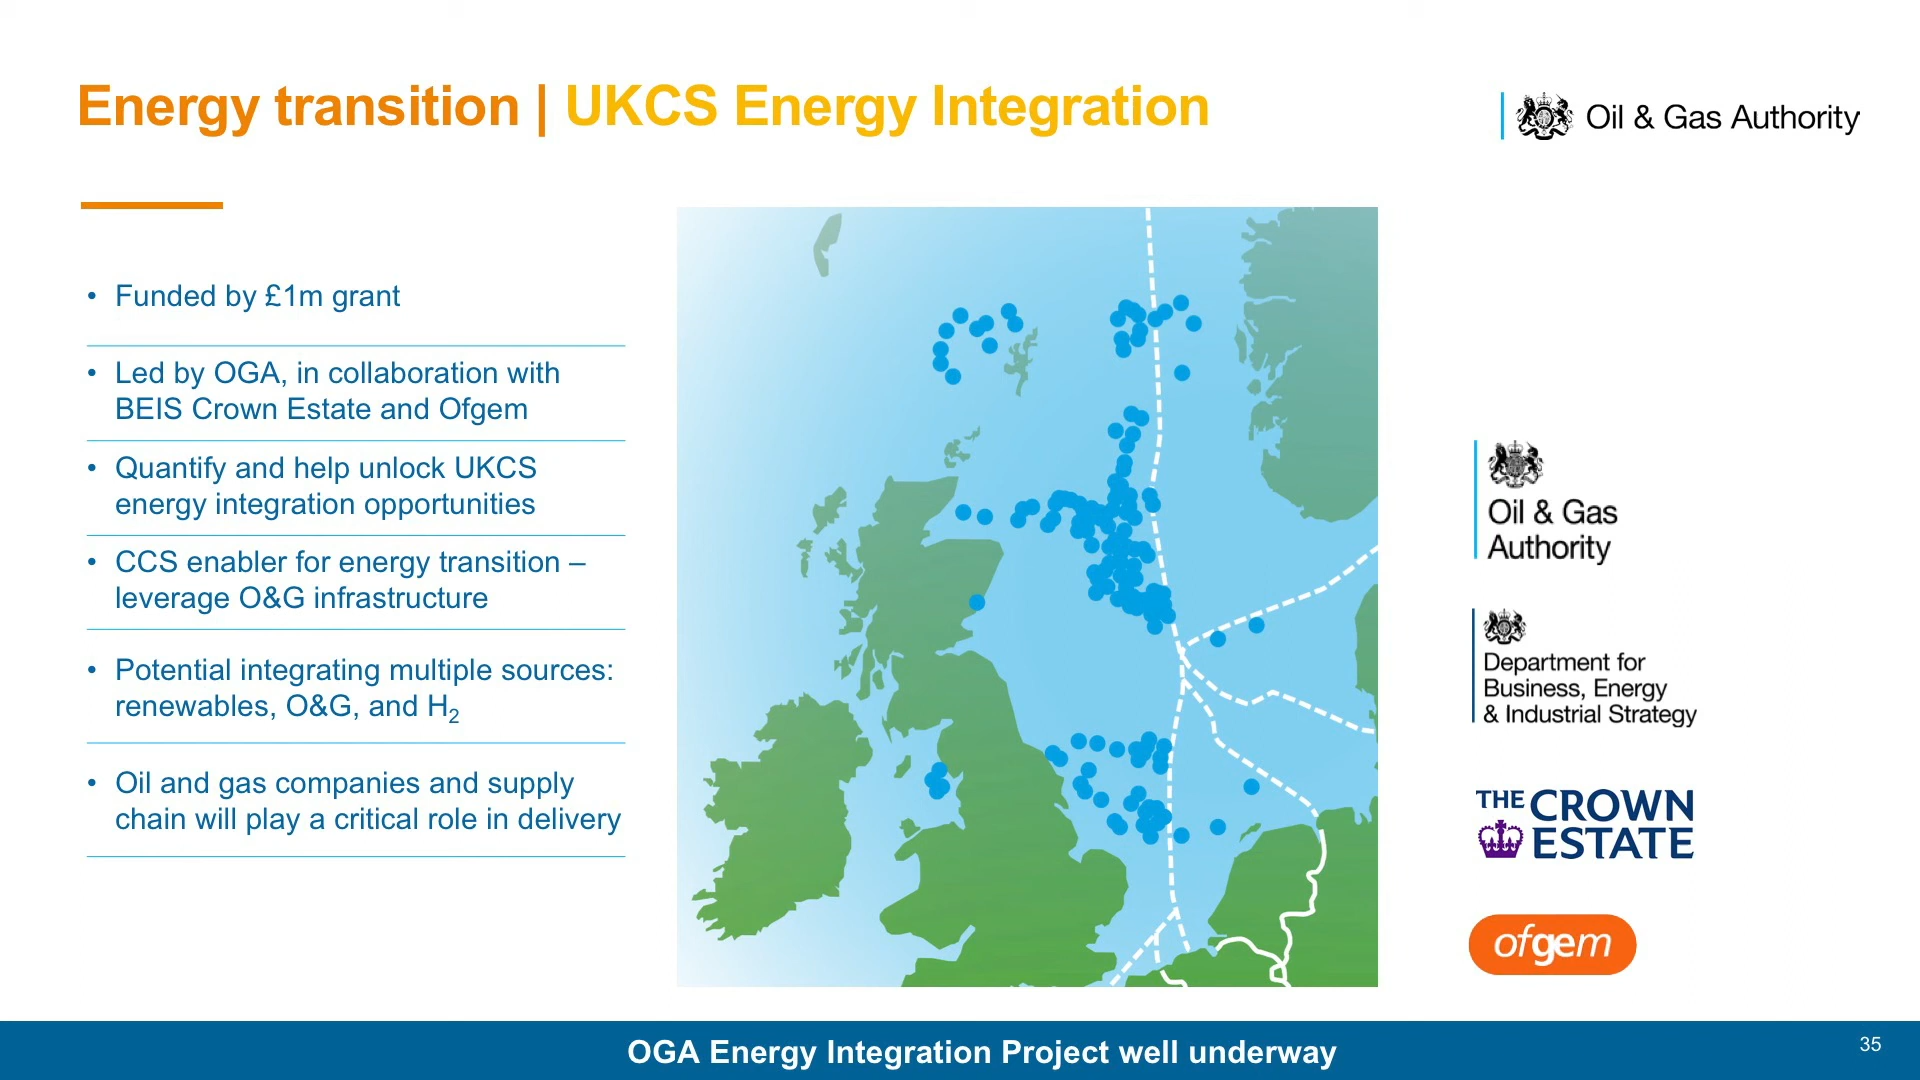 Energy transition | UKCS Energy Integration
Oil & Gas Authority
• Funded by £1m grant
• Led by OGA, in collaboration with
BEIS Crown Estate and Ofgem
• Quantify and help unlock UKCS
energy integration opportunities
• CCS enabler for energy transition –
leverage O&G infrastructure
• Potential integrating multiple sources:
renewables, O&G, and H₂
• Oil and gas companies and supply
chain will play a critical role in delivery
Oil & Gas
Authority
Department for
Business, Energy
& Industrial Strategy
THE CROWN
ESTATE
ofgem
OGA Energy Integration Project well underway
35